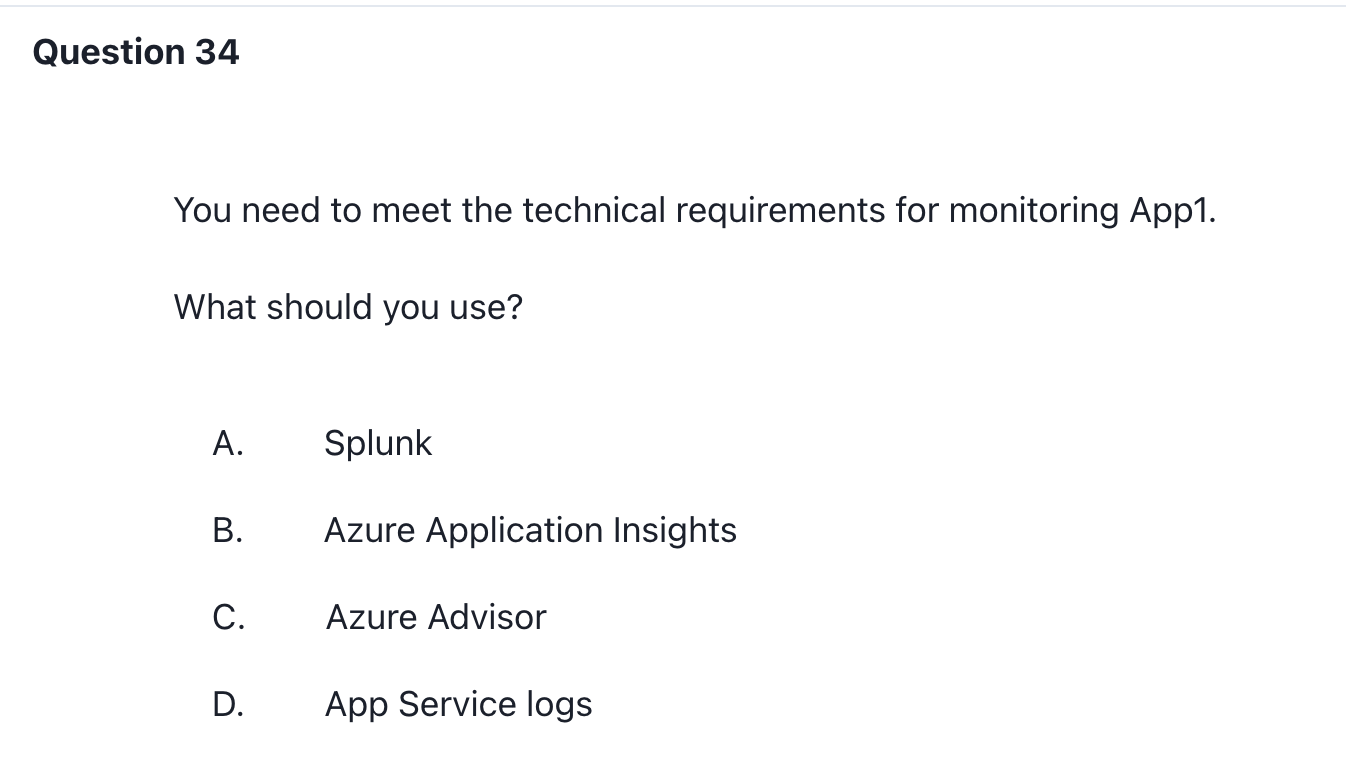 Question 34
You need to meet the technical requirements for monitoring App1.
What should you use?
A. Splunk
B. Azure Application Insights
C. Azure Advisor
D. App Service logs